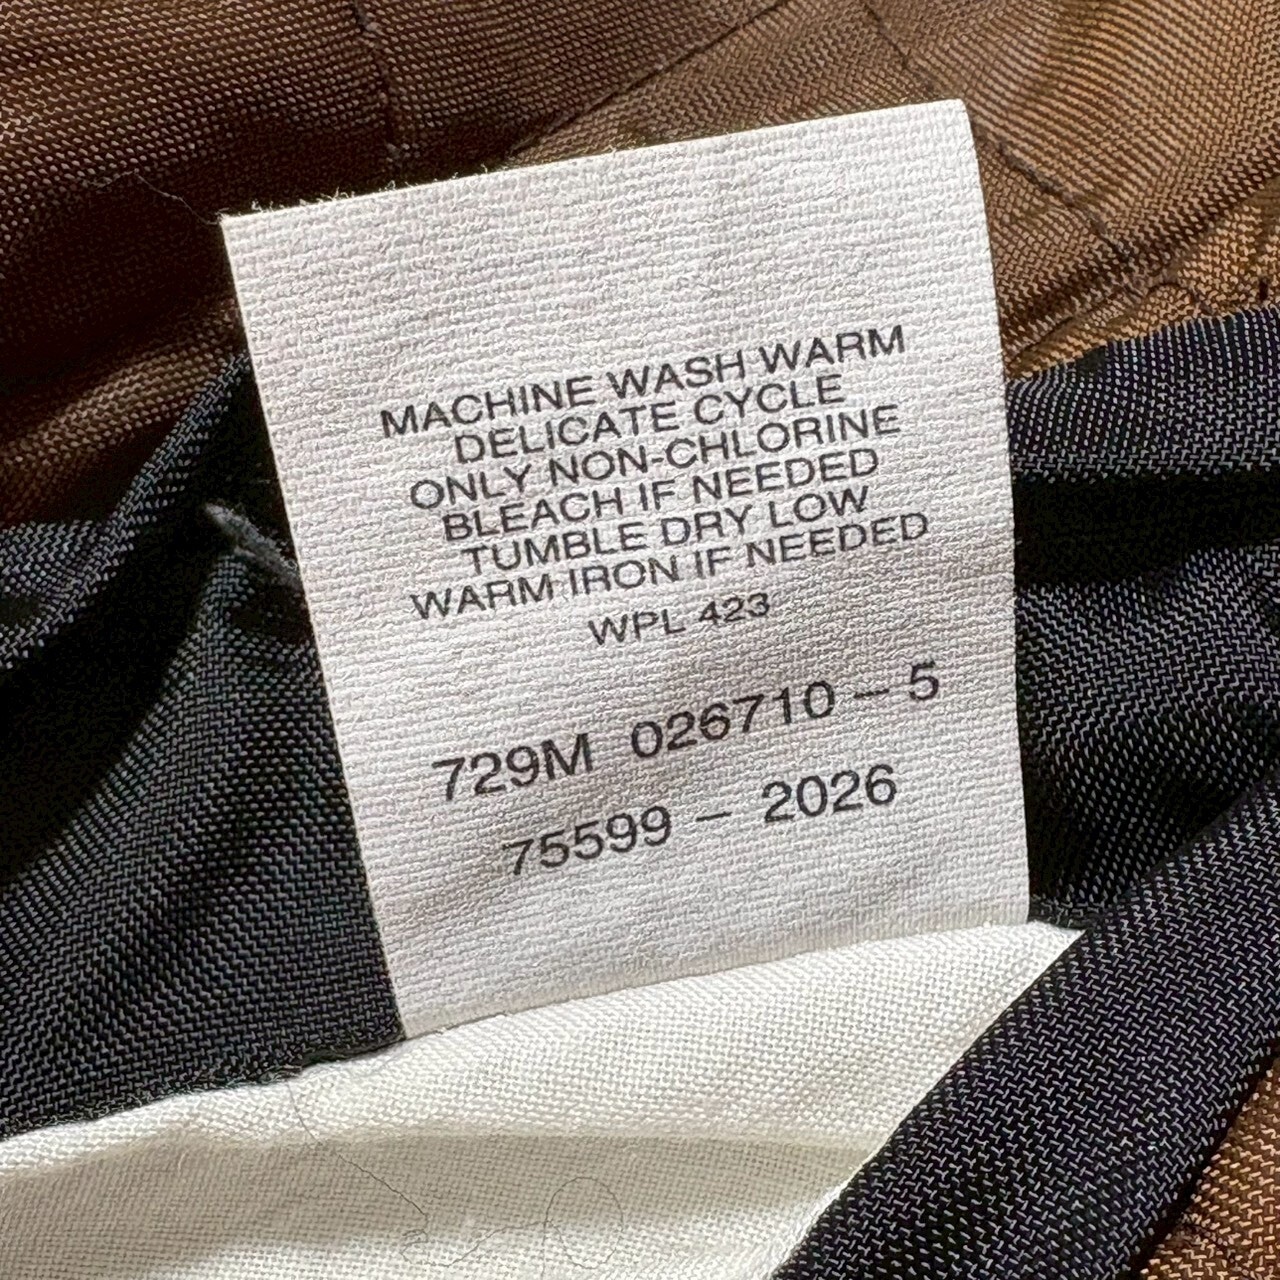 MACHINE WASH WARM
DELICATE CYCLE
ONLY NON-CHLORINE
BLEACH IF NEEDED
TUMBLE DRY LOW
WARM IRON IF NEEDED
WPL 423
729M 026710 – 5
75599 – 2026